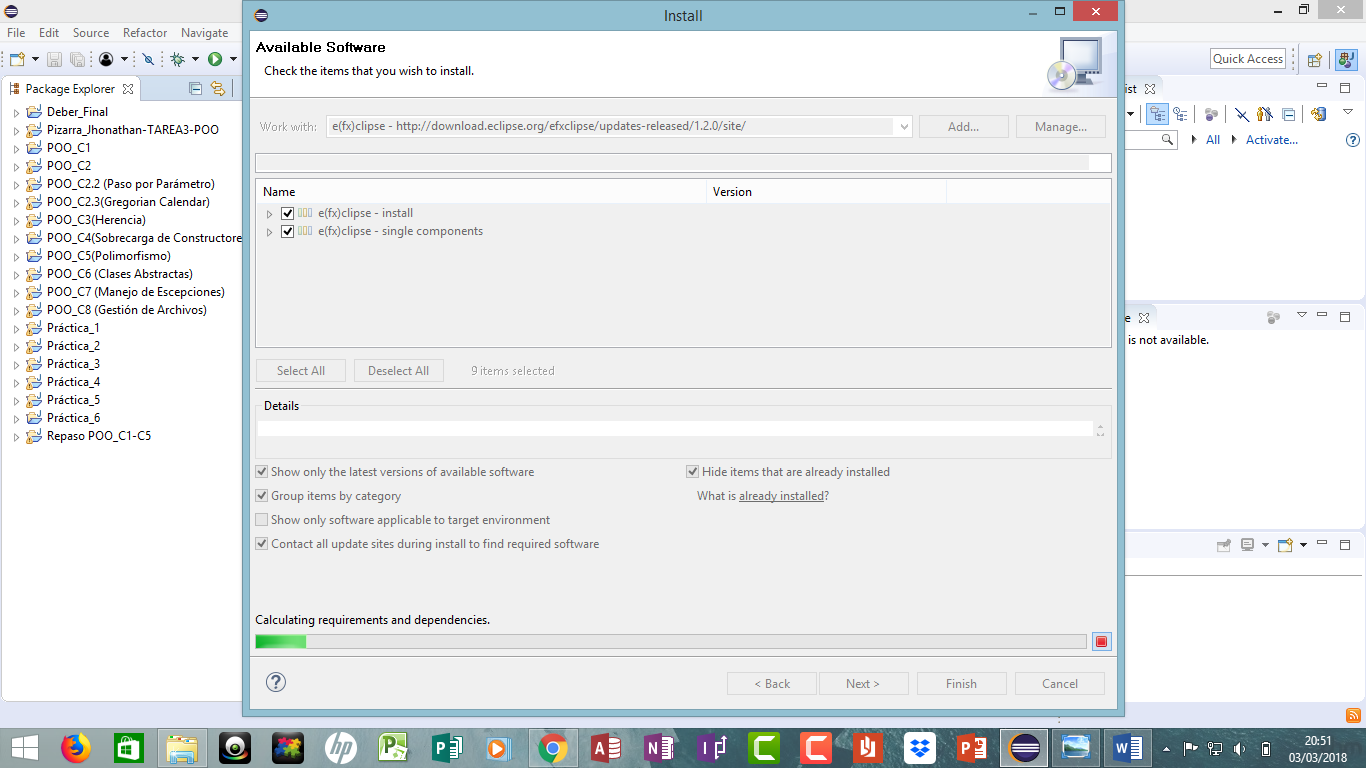 Install
File Edit Source Refactor Navigate
Quick Access
Package Explorer
Deber_Final
Pizarra_Jhonathan-TAREA3-POO
POO_C1
POO_C2
POO_C2.2 (Paso por Parámetro)
POO_C2.3(Gregorian Calendar)
POO_C3(Herencia)
POO_C4(Sobrecarga de Constructore
POO_C5(Polimorfismo)
POO_C6 (Clases Abstractas)
POO_C7 (Manejo de Escepciones)
POO_C8 (Gestión de Archivos)
Práctica_1
Práctica_2
Práctica_3
Práctica_4
Práctica_5
Práctica_6
Repaso POO_C1-C5
Available Software
Check the items that you wish to install.
Work with: e(fx)clipse - http://download.eclipse.org/efxclipse/updates-released/1.2.0/site/ Add... Manage...
Name Version
e(fx)clipse - install
e(fx)clipse - single components
Select All Deselect All 9 items selected
Details
Show only the latest versions of available software Hide items that are already installed
Group items by category What is already installed?
Show only software applicable to target environment
Contact all update sites during install to find required software
Calculating requirements and dependencies.
< Back Next > Finish Cancel
ist
All Activate...
e
is not available.
20:51
03/03/2018